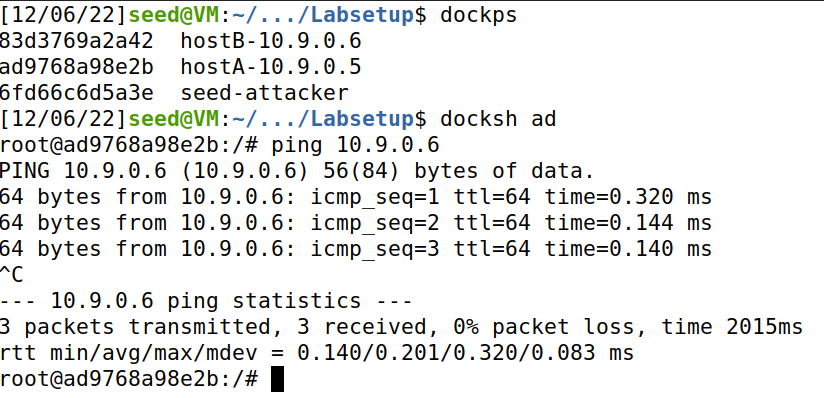 [12/06/22]seed@VM:~/.../Labsetup$ dockps
83d3769a2a42  hostB-10.9.0.6
ad9768a98e2b  hostA-10.9.0.5
6fd66c6d5a3e  seed-attacker
[12/06/22]seed@VM:~/.../Labsetup$ docksh ad
root@ad9768a98e2b:/# ping 10.9.0.6
PING 10.9.0.6 (10.9.0.6) 56(84) bytes of data.
64 bytes from 10.9.0.6: icmp_seq=1 ttl=64 time=0.320 ms
64 bytes from 10.9.0.6: icmp_seq=2 ttl=64 time=0.144 ms
64 bytes from 10.9.0.6: icmp_seq=3 ttl=64 time=0.140 ms
^C
--- 10.9.0.6 ping statistics ---
3 packets transmitted, 3 received, 0% packet loss, time 2015ms
rtt min/avg/max/mdev = 0.140/0.201/0.320/0.083 ms
root@ad9768a98e2b:/#